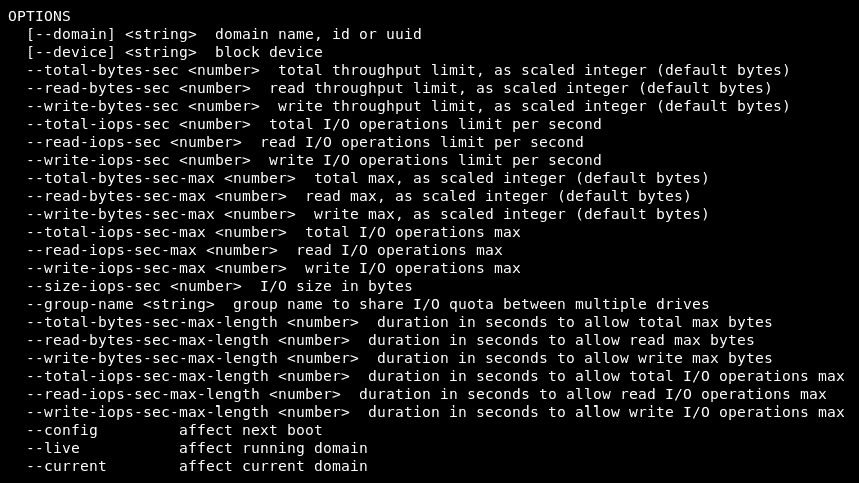 OPTIONS
[--domain] <string>  domain name, id or uuid
[--device] <string>  block device
--total-bytes-sec <number>  total throughput limit, as scaled integer (default bytes)
--read-bytes-sec <number>  read throughput limit, as scaled integer (default bytes)
--write-bytes-sec <number>  write throughput limit, as scaled integer (default bytes)
--total-iops-sec <number>  total I/O operations limit per second
--read-iops-sec <number>  read I/O operations limit per second
--write-iops-sec <number>  write I/O operations limit per second
--total-bytes-sec-max <number>  total max, as scaled integer (default bytes)
--read-bytes-sec-max <number>  read max, as scaled integer (default bytes)
--write-bytes-sec-max <number>  write max, as scaled integer (default bytes)
--total-iops-sec-max <number>  total I/O operations max
--read-iops-sec-max <number>  read I/O operations max
--write-iops-sec-max <number>  write I/O operations max
--size-iops-sec <number>  I/O size in bytes
--group-name <string>  group name to share I/O quota between multiple drives
--total-bytes-sec-max-length <number>  duration in seconds to allow total max bytes
--read-bytes-sec-max-length <number>  duration in seconds to allow read max bytes
--write-bytes-sec-max-length <number>  duration in seconds to allow write max bytes
--total-iops-sec-max-length <number>  duration in seconds to allow total I/O operations max
--read-iops-sec-max-length <number>  duration in seconds to allow read I/O operations max
--write-iops-sec-max-length <number>  duration in seconds to allow write I/O operations max
--config         affect next boot
--live           affect running domain
--current        affect current domain